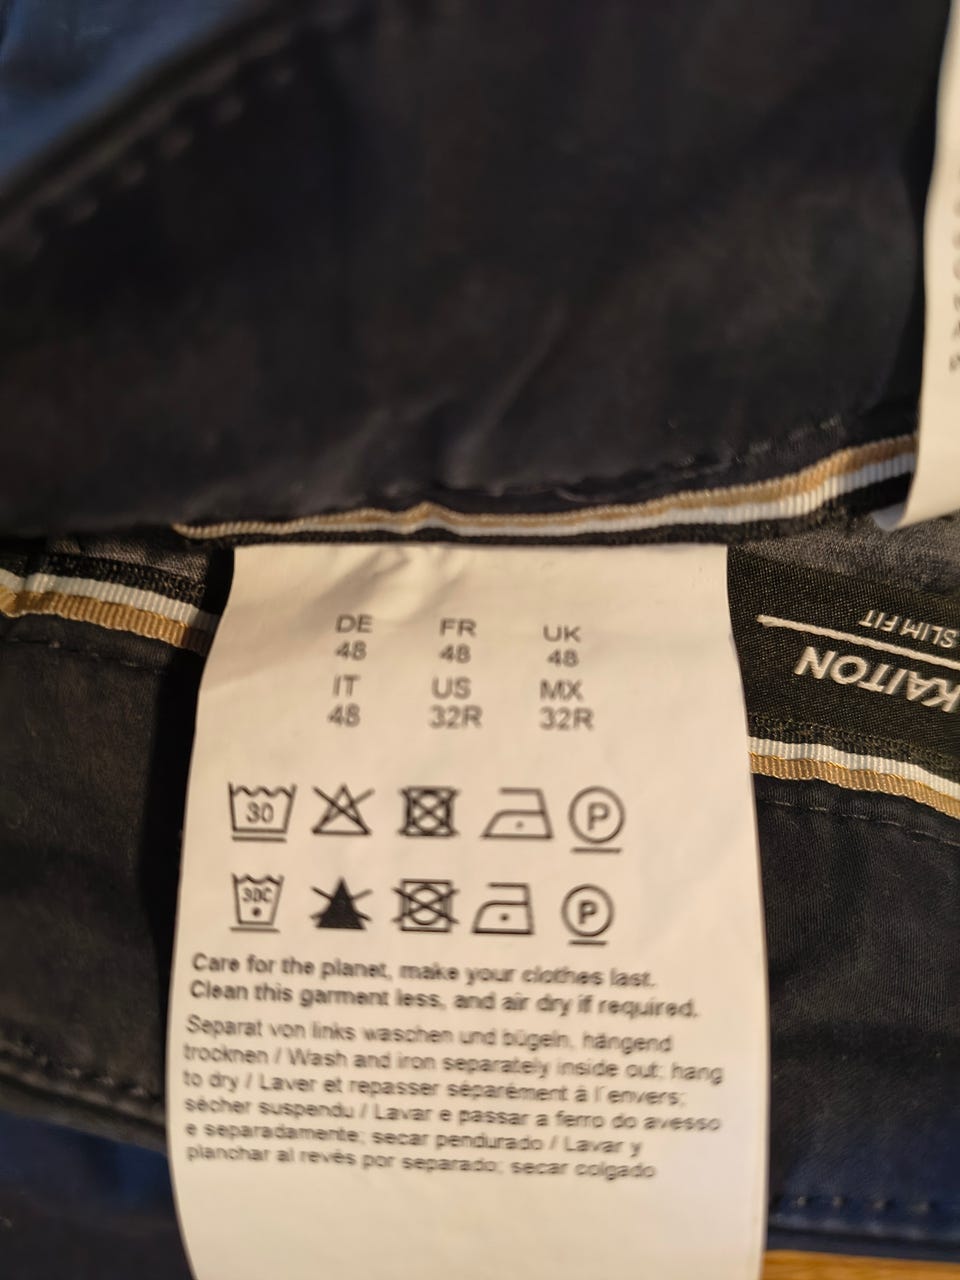 DE FR UK
48 48 48
IT US MX
48 32R 32R
30 P
30C P
Care for the planet, make your clothes last.
Clean this garment less, and air dry if required.
Separat von links waschen und bügeln, hängend
trocknen / Wash and iron separately inside out; hang
to dry / Laver et repasser séparément à l´envers;
sécher suspendu / Lavar e passar a ferro do avesso
e separadamente; secar pendurado / Lavar y
planchar al revés por separado; secar colgado
KAITON
SLIM FIT